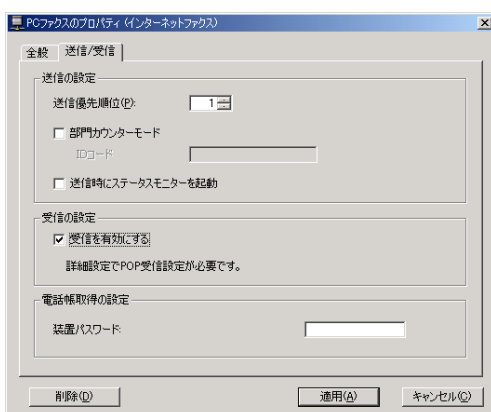 PCファクスのプロパティ (インターネットファクス)
全般 送信/受信
送信の設定
送信優先順位(P): 1
部門カウンターモード
IDコード
送信時にステータスモニターを起動
受信の設定
受信を有効にする
詳細設定でPOP受信設定が必要です。
電話帳取得の設定
装置パスワード:
削除(D) 適用(A) キャンセル(C)